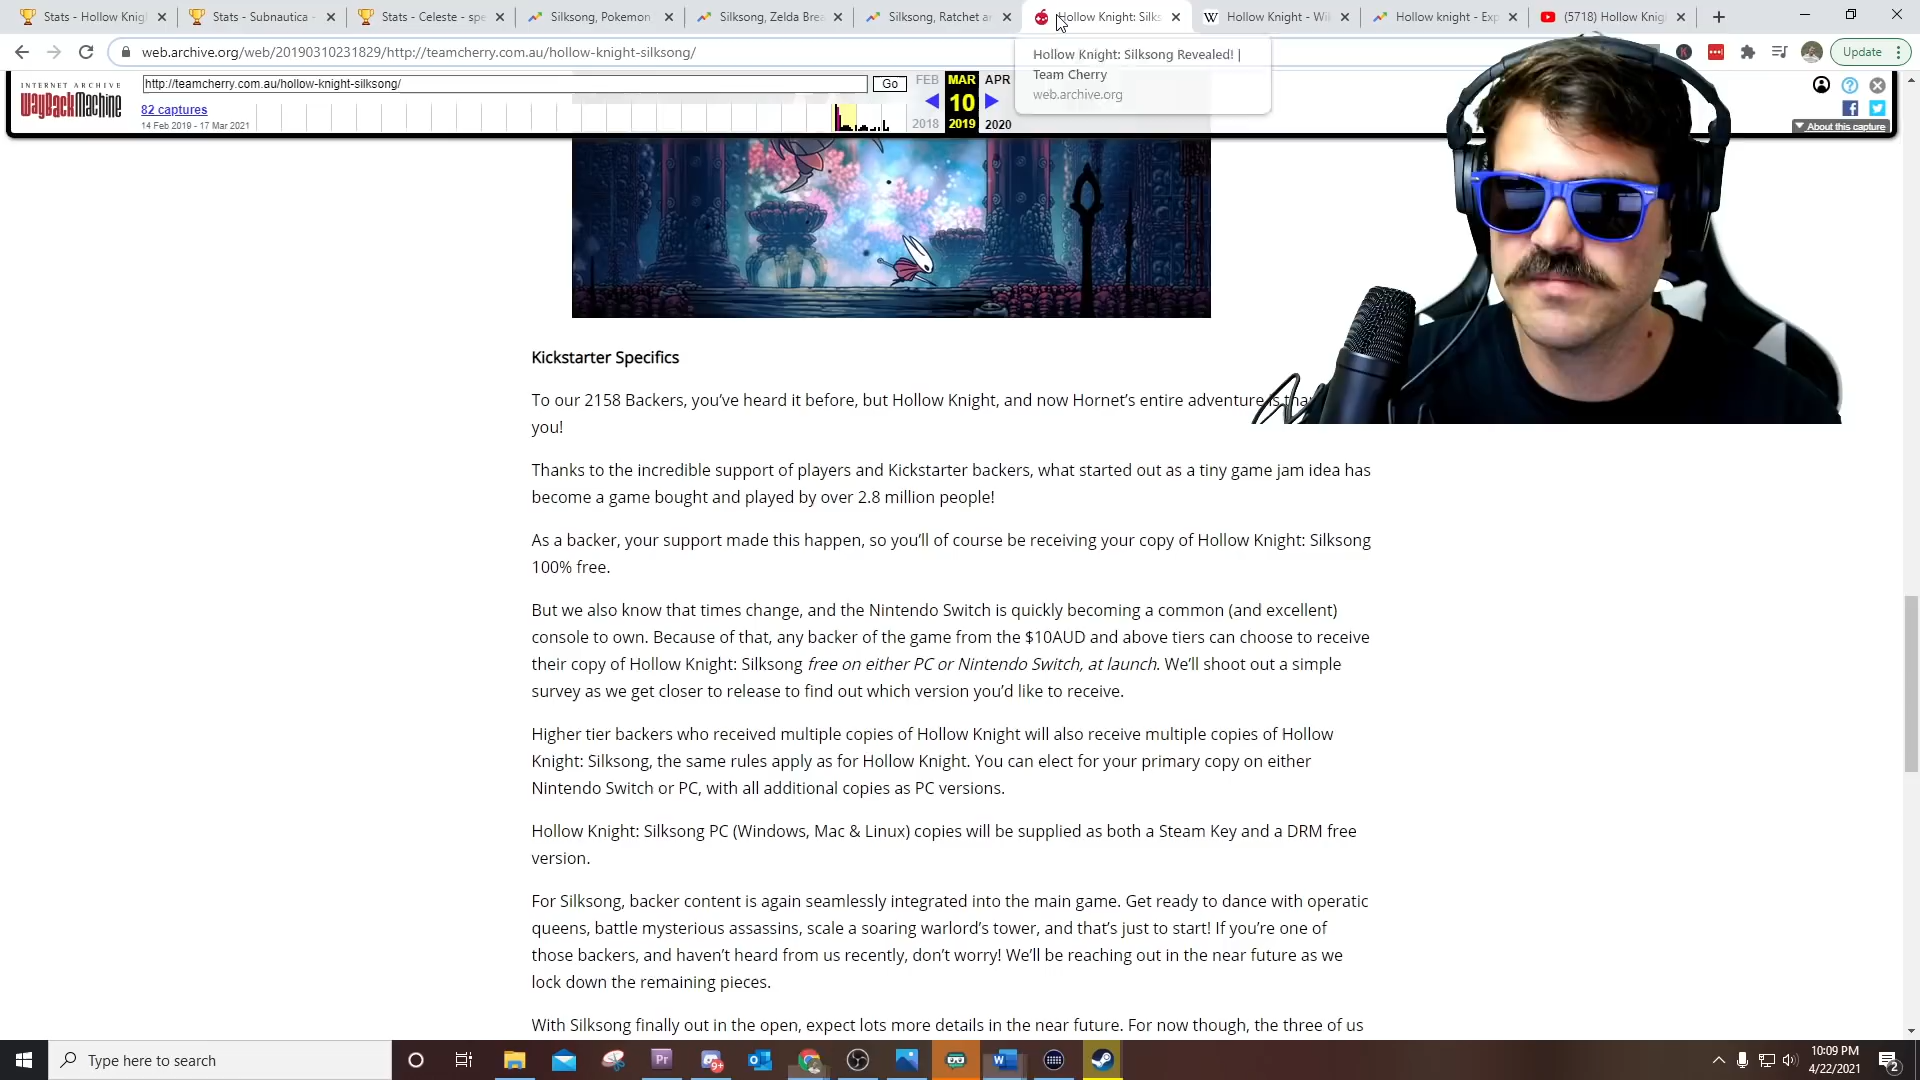 Stats - Hollow Knig
Stats - Subnautica -
Stats - Celeste - spe
Silksong, Pokemon
Silksong, Zelda Brea
Silksong, Ratchet a
Hollow Knight: Silks
Hollow Knight - Wi
Hollow knight - Exp
(5718) Hollow Knig
web.archive.org/web/20190310231829/http://teamcherry.com.au/hollow-knight-silksong/
Update
Hollow Knight: Silksong Revealed! |
Team Cherry
web.archive.org
INTERNET ARCHIVE
WayBackMachine
http://teamcherry.com.au/hollow-knight-silksong/
Go
FEB MAR APR
82 captures
10
14 Feb 2019 - 17 Mar 2021
2018 2019 2020
About this capture
Kickstarter Specifics
To our 2158 Backers, you’ve heard it before, but Hollow Knight, and now Hornet’s entire adventure is tha
you!
Thanks to the incredible support of players and Kickstarter backers, what started out as a tiny game jam idea has
become a game bought and played by over 2.8 million people!
As a backer, your support made this happen, so you’ll of course be receiving your copy of Hollow Knight: Silksong
100% free.
But we also know that times change, and the Nintendo Switch is quickly becoming a common (and excellent)
console to own. Because of that, any backer of the game from the $10AUD and above tiers can choose to receive
their copy of Hollow Knight: Silksong free on either PC or Nintendo Switch, at launch. We’ll shoot out a simple
survey as we get closer to release to find out which version you’d like to receive.
Higher tier backers who received multiple copies of Hollow Knight will also receive multiple copies of Hollow
Knight: Silksong, the same rules apply as for Hollow Knight. You can elect for your primary copy on either
Nintendo Switch or PC, with all additional copies as PC versions.
Hollow Knight: Silksong PC (Windows, Mac & Linux) copies will be supplied as both a Steam Key and a DRM free
version.
For Silksong, backer content is again seamlessly integrated into the main game. Get ready to dance with operatic
queens, battle mysterious assassins, scale a soaring warlord’s tower, and that’s just to start! If you’re one of
those backers, and haven’t heard from us recently, don’t worry! We’ll be reaching out in the near future as we
lock down the remaining pieces.
With Silksong finally out in the open, expect lots more details in the near future. For now though, the three of us
Type here to search
Pr
9+
10:09 PM
4/22/2021
2